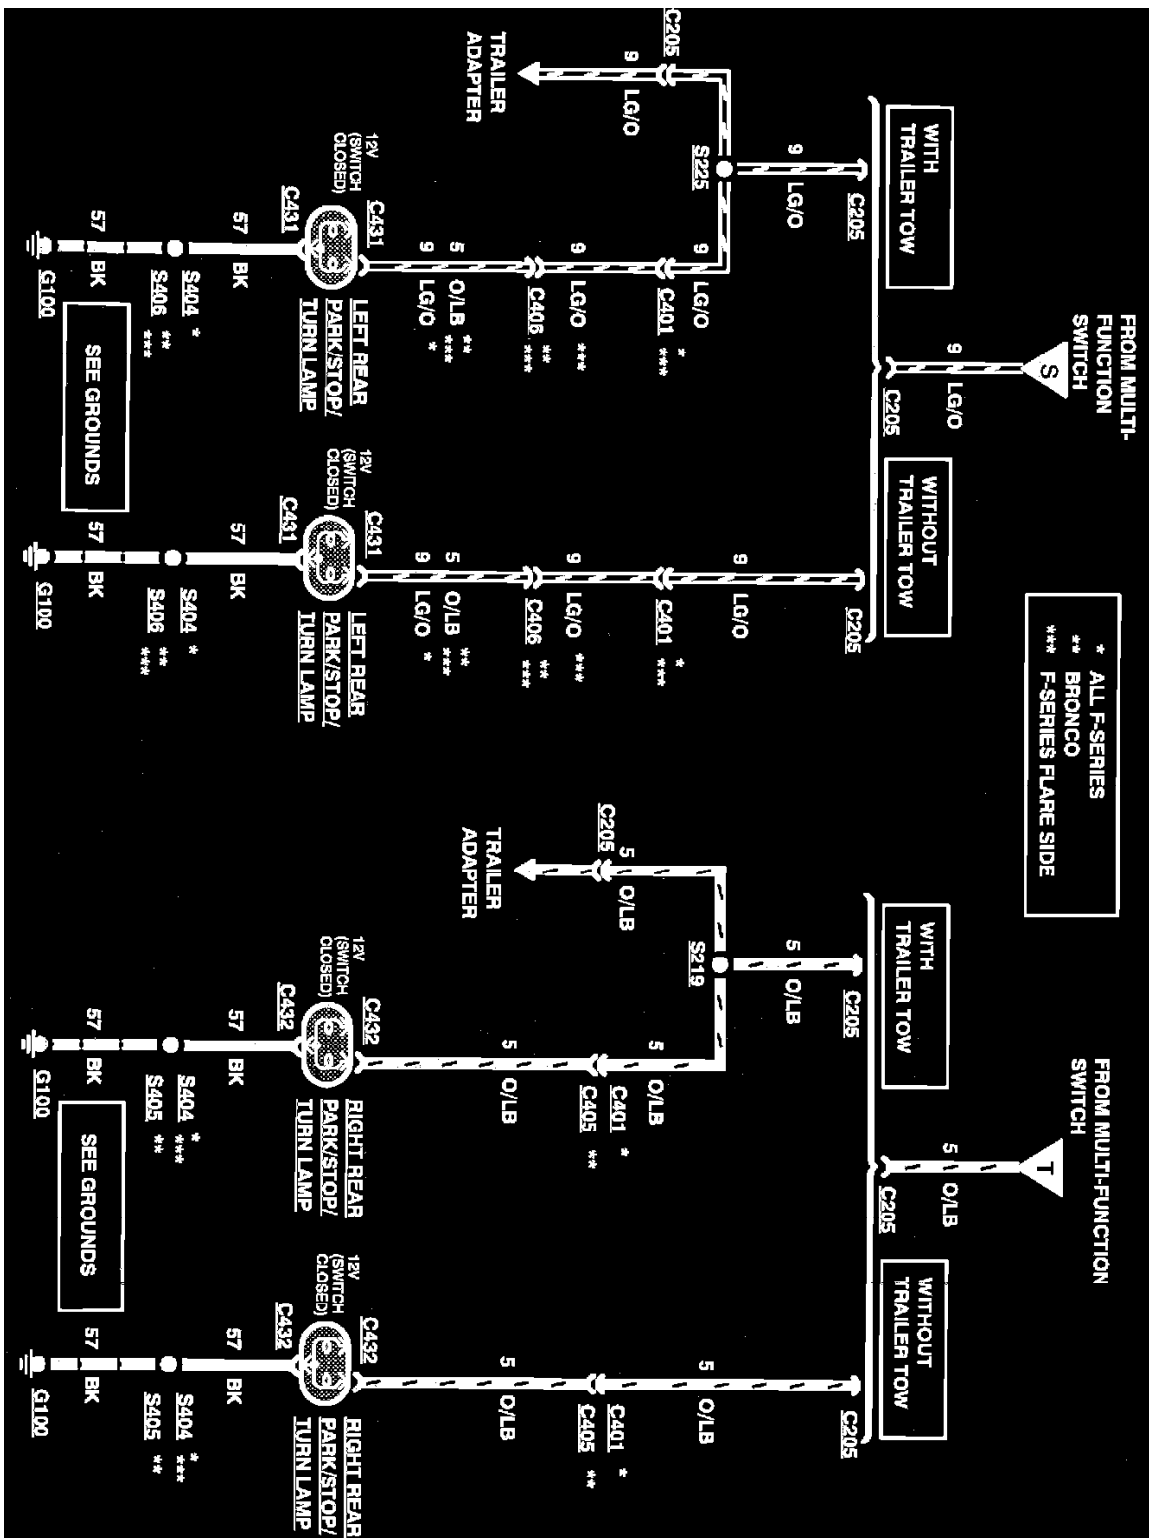 FROM MULTI-
FUNCTION
SWITCH
S
9
LG/O
C205
WITH
TRAILER TOW
WITHOUT
TRAILER TOW
C205
9
LG/O
S225
C205
9
LG/O
TRAILER
ADAPTER
9
LG/O
C401 *
***
9
LG/O ***
C406 **
***
5 O/LB **
***
9 LG/O *
C431
12V
(SWITCH
CLOSED)
LEFT REAR
PARK/STOP/
TURN LAMP
C431
57
BK
S404 *
S406 **
***
57
BK
G100
SEE GROUNDS
C205
9
LG/O
C401 *
***
9
LG/O ***
C406 **
***
5 O/LB **
***
9 LG/O *
C431
12V
(SWITCH
CLOSED)
LEFT REAR
PARK/STOP/
TURN LAMP
C431
57
BK
S404 *
S406 **
***
57
BK
G100
* ALL F-SERIES
** BRONCO
*** F-SERIES FLARE SIDE
FROM MULTI-FUNCTION
SWITCH
T
5
O/LB
C205
WITH
TRAILER TOW
WITHOUT
TRAILER TOW
C205
5
O/LB
S219
C205
5
O/LB
TRAILER
ADAPTER
5
O/LB
C401 *
C405 **
5
O/LB
C432
12V
(SWITCH
CLOSED)
RIGHT REAR
PARK/STOP/
TURN LAMP
C432
57
BK
S404 *
***
S405 **
57
BK
G100
SEE GROUNDS
C205
5
O/LB
C401 *
C405 **
5
O/LB
C432
12V
(SWITCH
CLOSED)
RIGHT REAR
PARK/STOP/
TURN LAMP
C432
57
BK
S404 *
***
S405 **
57
BK
G100